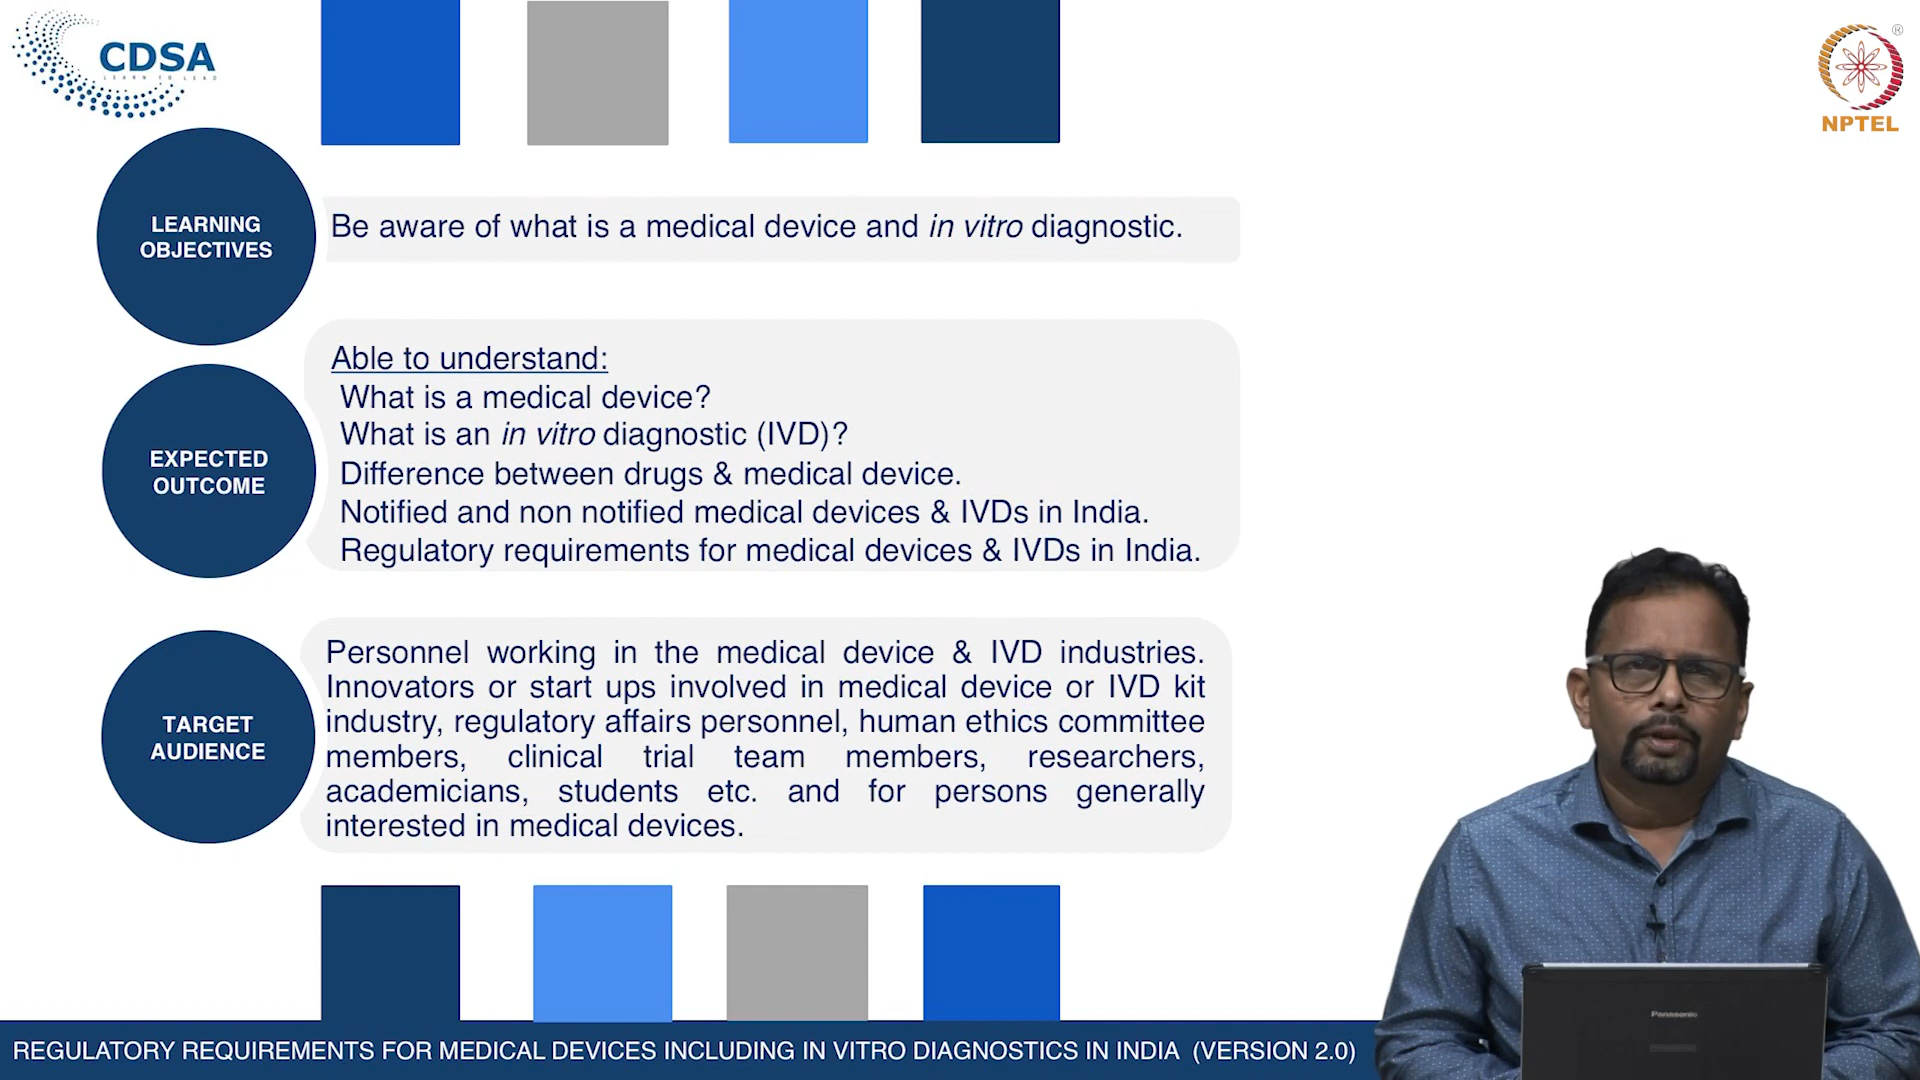 CDSA
LEARN TO LEAD
®
NPTEL
LEARNING
OBJECTIVES
Be aware of what is a medical device and in vitro diagnostic.
EXPECTED
OUTCOME
Able to understand:
What is a medical device?
What is an in vitro diagnostic (IVD)?
Difference between drugs & medical device.
Notified and non notified medical devices & IVDs in India.
Regulatory requirements for medical devices & IVDs in India.
TARGET
AUDIENCE
Personnel working in the medical device & IVD industries.
Innovators or start ups involved in medical device or IVD kit
industry, regulatory affairs personnel, human ethics committee
members, clinical trial team members, researchers,
academicians, students etc. and for persons generally
interested in medical devices.
Panasonic
REGULATORY REQUIREMENTS FOR MEDICAL DEVICES INCLUDING IN VITRO DIAGNOSTICS IN INDIA (VERSION 2.0)